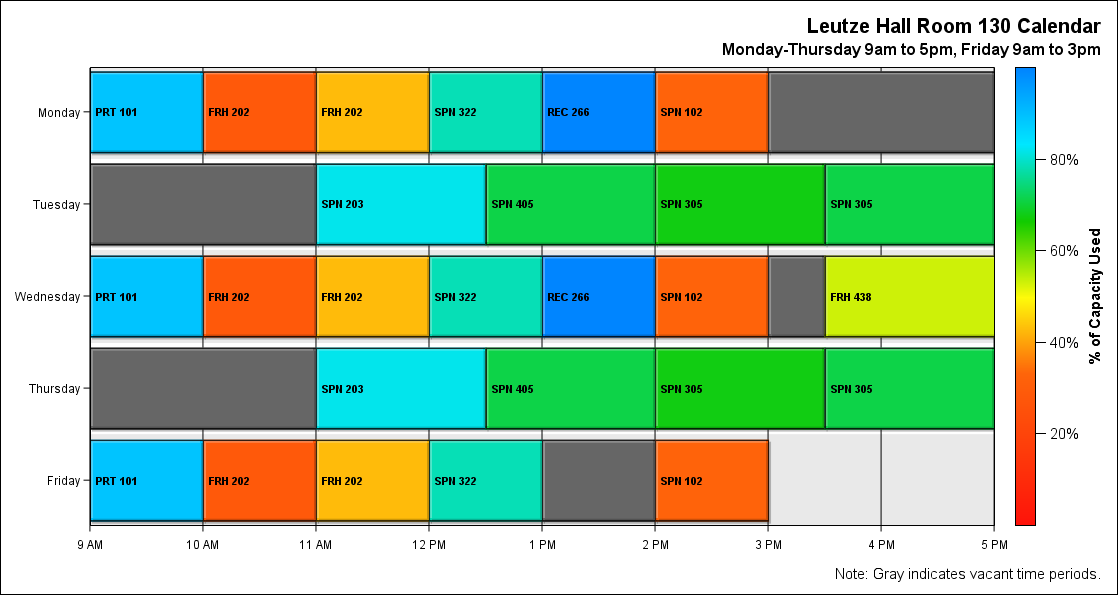 Leutze Hall Room 130 Calendar
Monday-Thursday 9am to 5pm, Friday 9am to 3pm
Monday
PRT 101
FRH 202
FRH 202
SPN 322
REC 266
SPN 102
Tuesday
SPN 203
SPN 405
SPN 305
SPN 305
Wednesday
PRT 101
FRH 202
FRH 202
SPN 322
REC 266
SPN 102
FRH 438
Thursday
SPN 203
SPN 405
SPN 305
SPN 305
Friday
PRT 101
FRH 202
FRH 202
SPN 322
SPN 102
9 AM
10 AM
11 AM
12 PM
1 PM
2 PM
3 PM
4 PM
5 PM
80%
60%
40%
20%
% of Capacity Used
Note: Gray indicates vacant time periods.